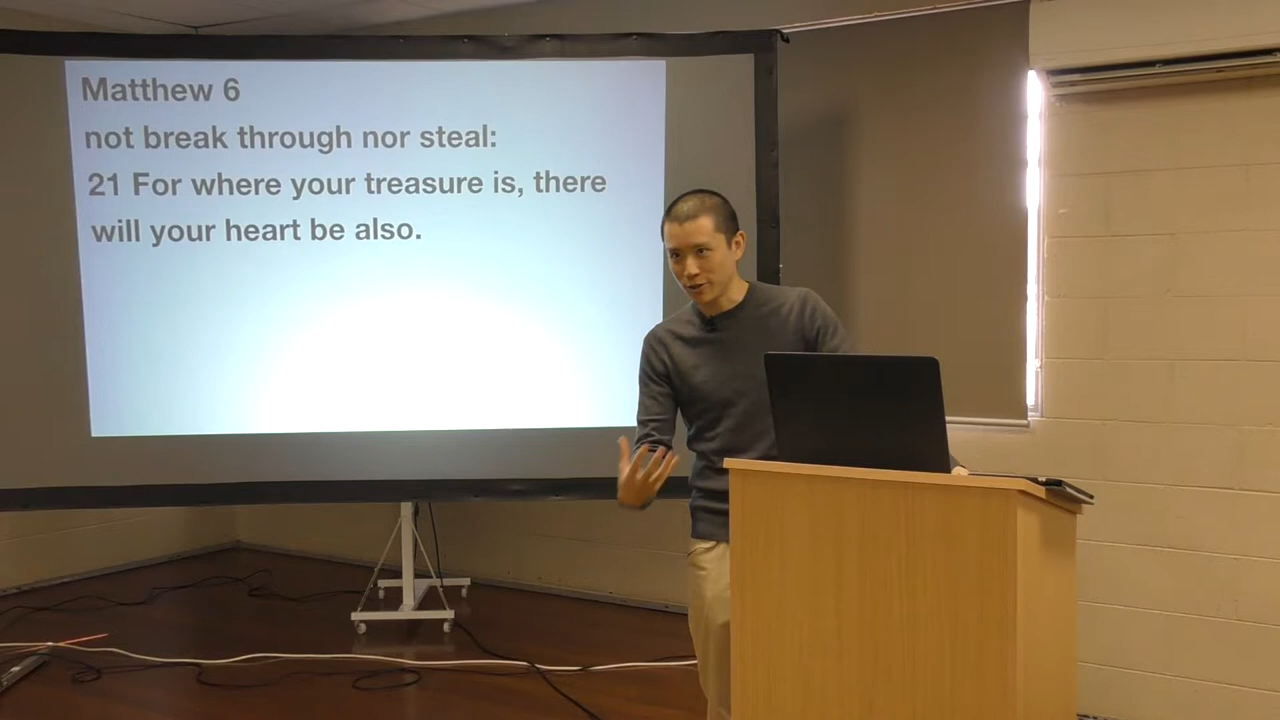 Matthew 6
not break through nor steal:
21 For where your treasure is, there
will your heart be also.